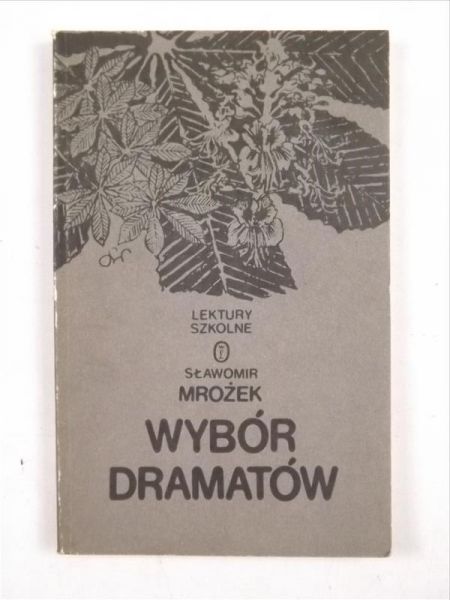 LEKTURY
SZKOLNE
SŁAWOMIR
MROŻEK
WYBÓR
DRAMATÓW